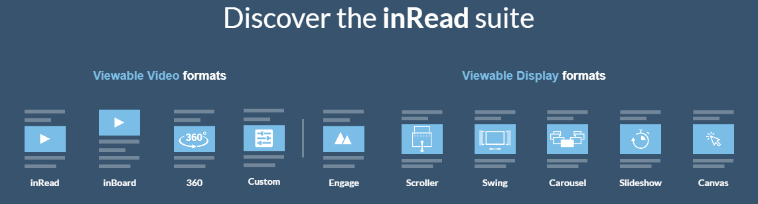 Discover the inRead suite
Viewable Video formats
Viewable Display formats
360°
inRead
inBoard
360
Custom
Engage
Scroller
Swing
Carousel
Slideshow
Canvas